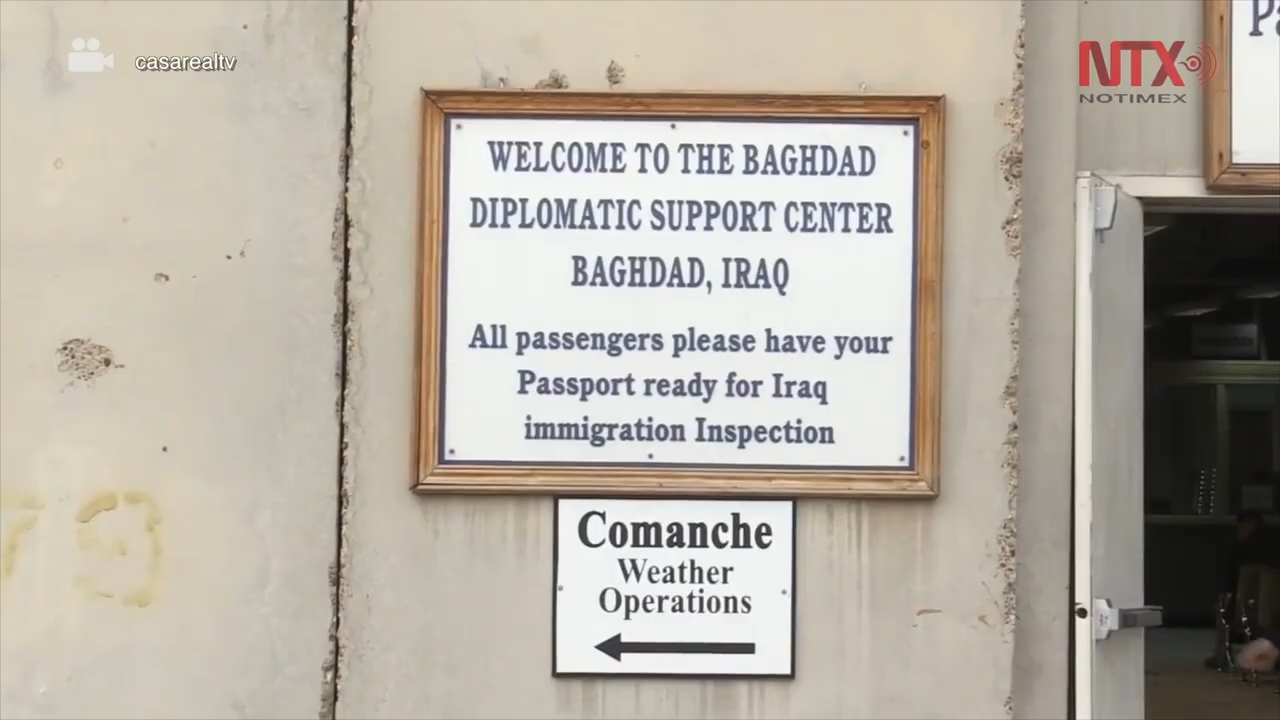 casarealtv
NTX
NOTIMEX
WELCOME TO THE BAGHDAD
DIPLOMATIC SUPPORT CENTER
BAGHDAD, IRAQ
All passengers please have your
Passport ready for Iraq
immigration Inspection
Comanche
Weather
Operations